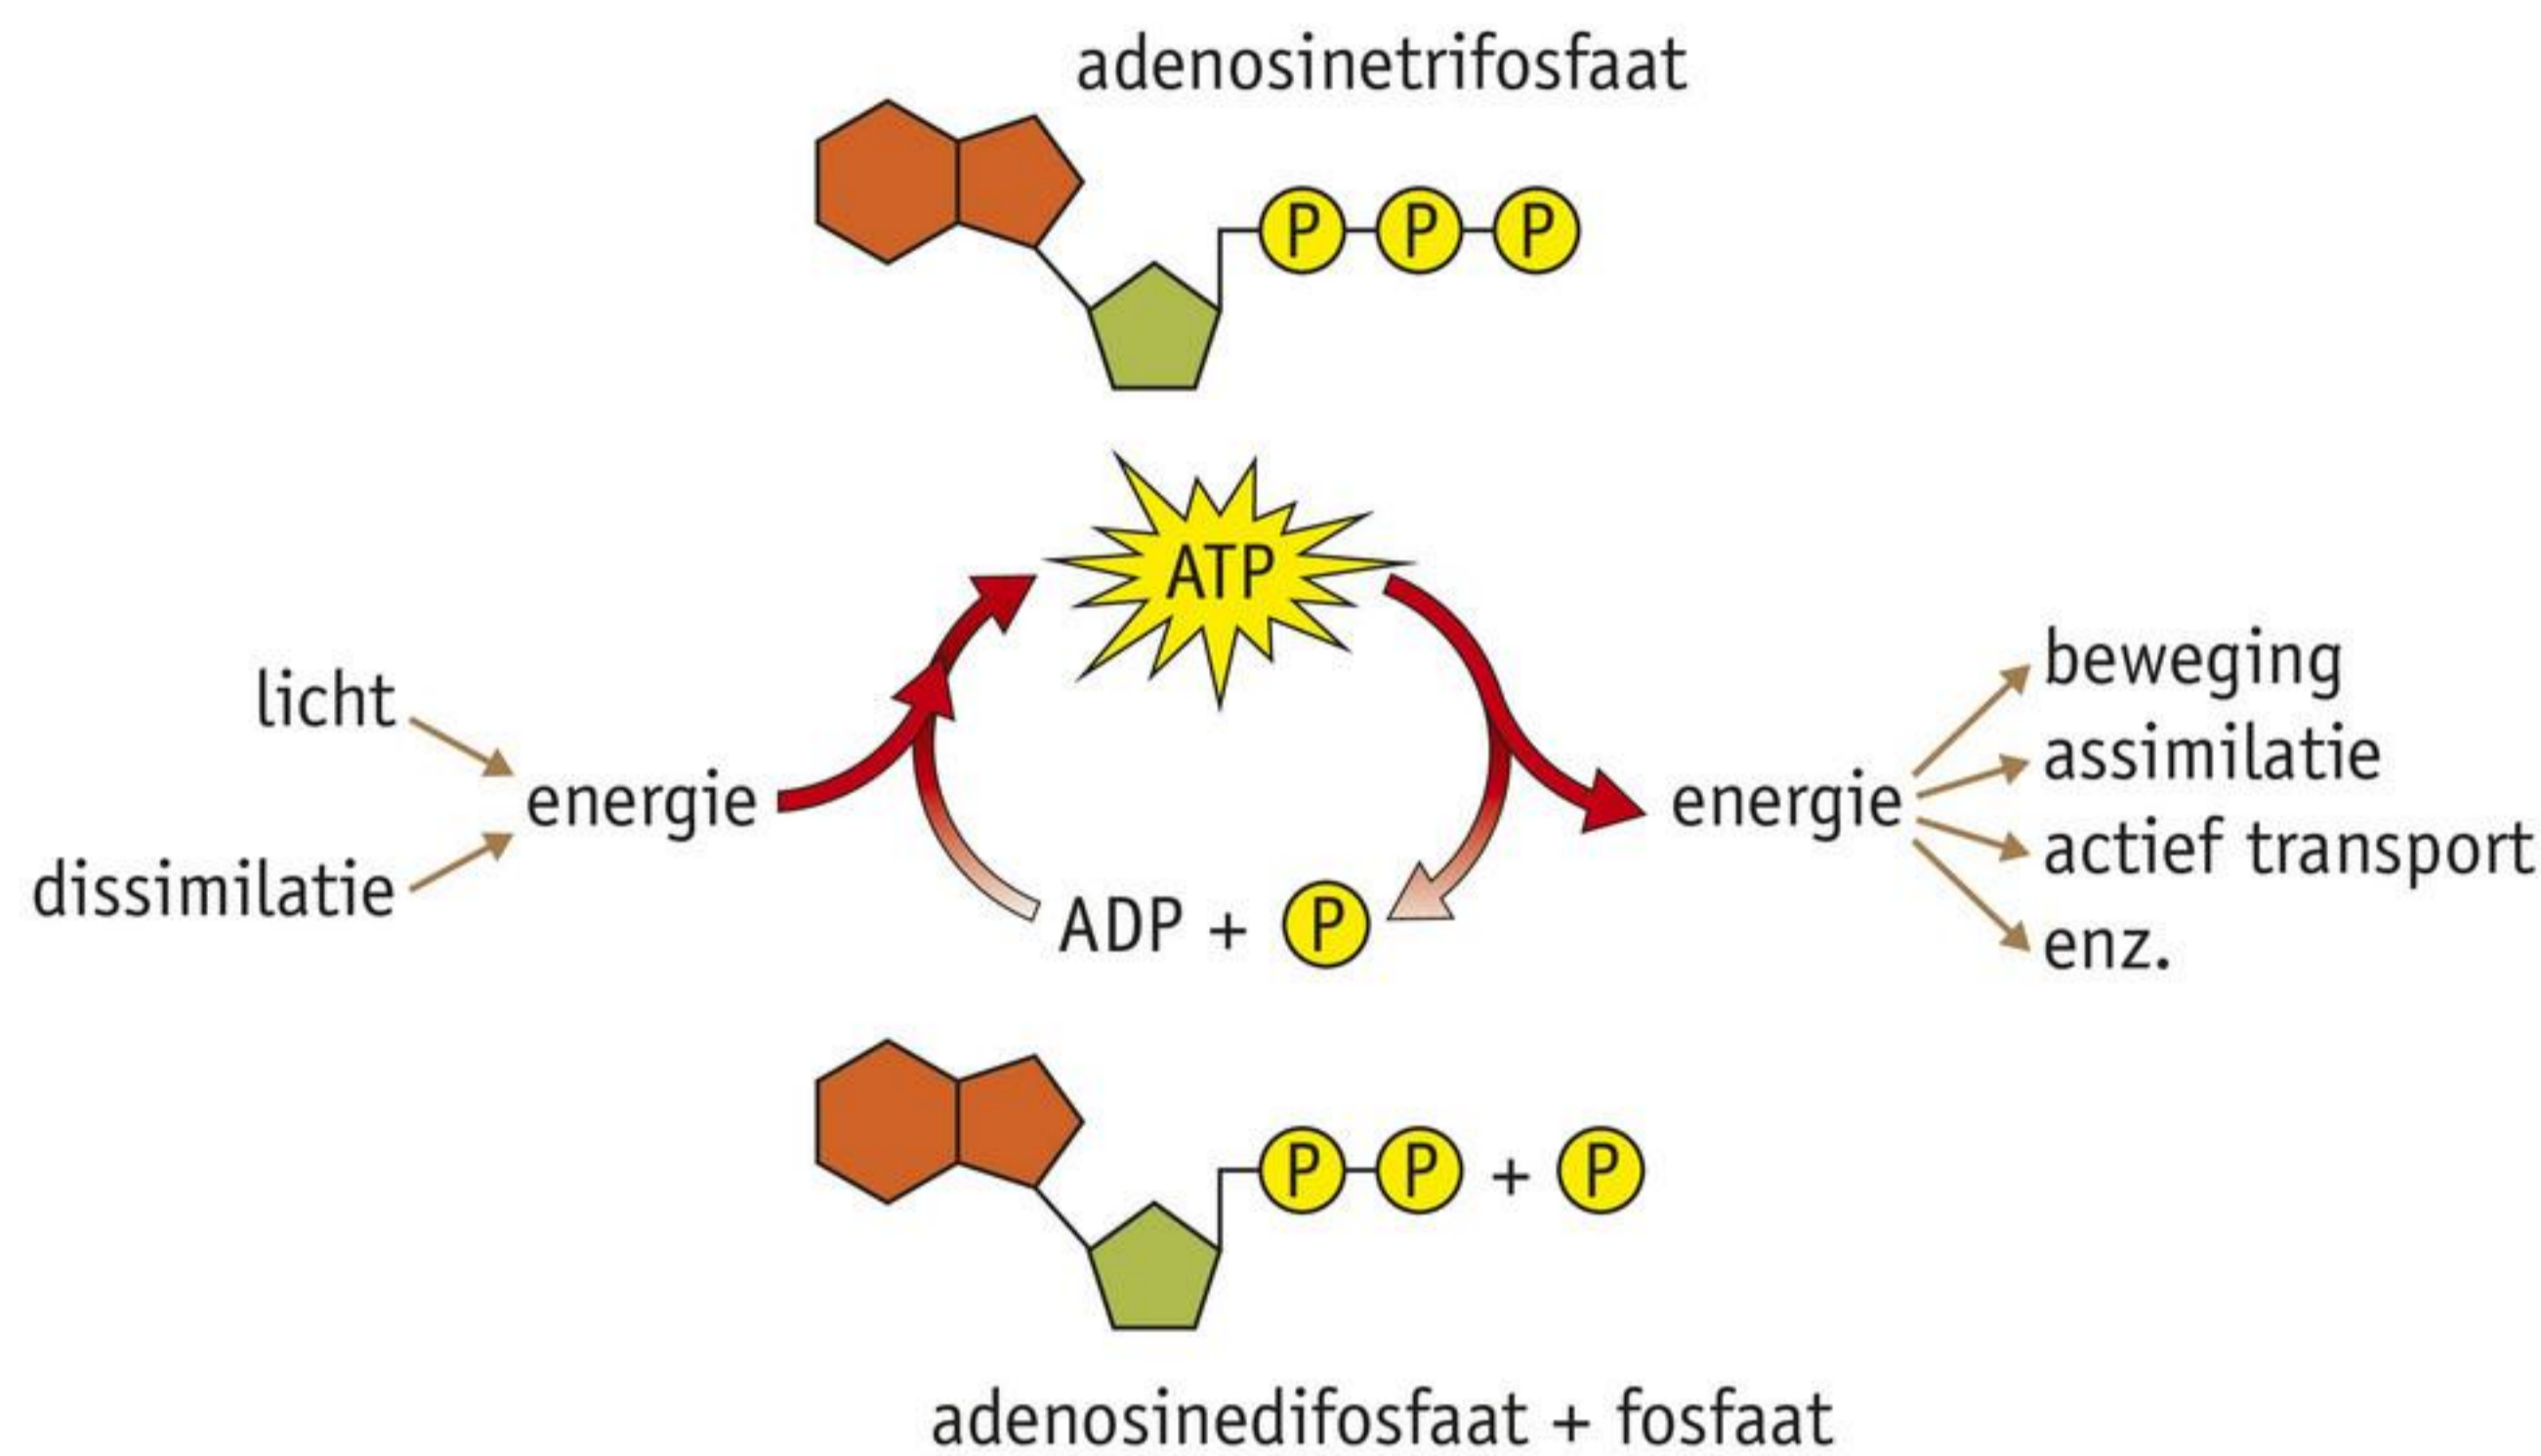 adenosinetrifosfaat
P P P
ATP
licht
dissimilatie
energie
ADP + P
energie
beweging
assimilatie
actief transport
enz.
P P + P
adenosinedifosfaat + fosfaat